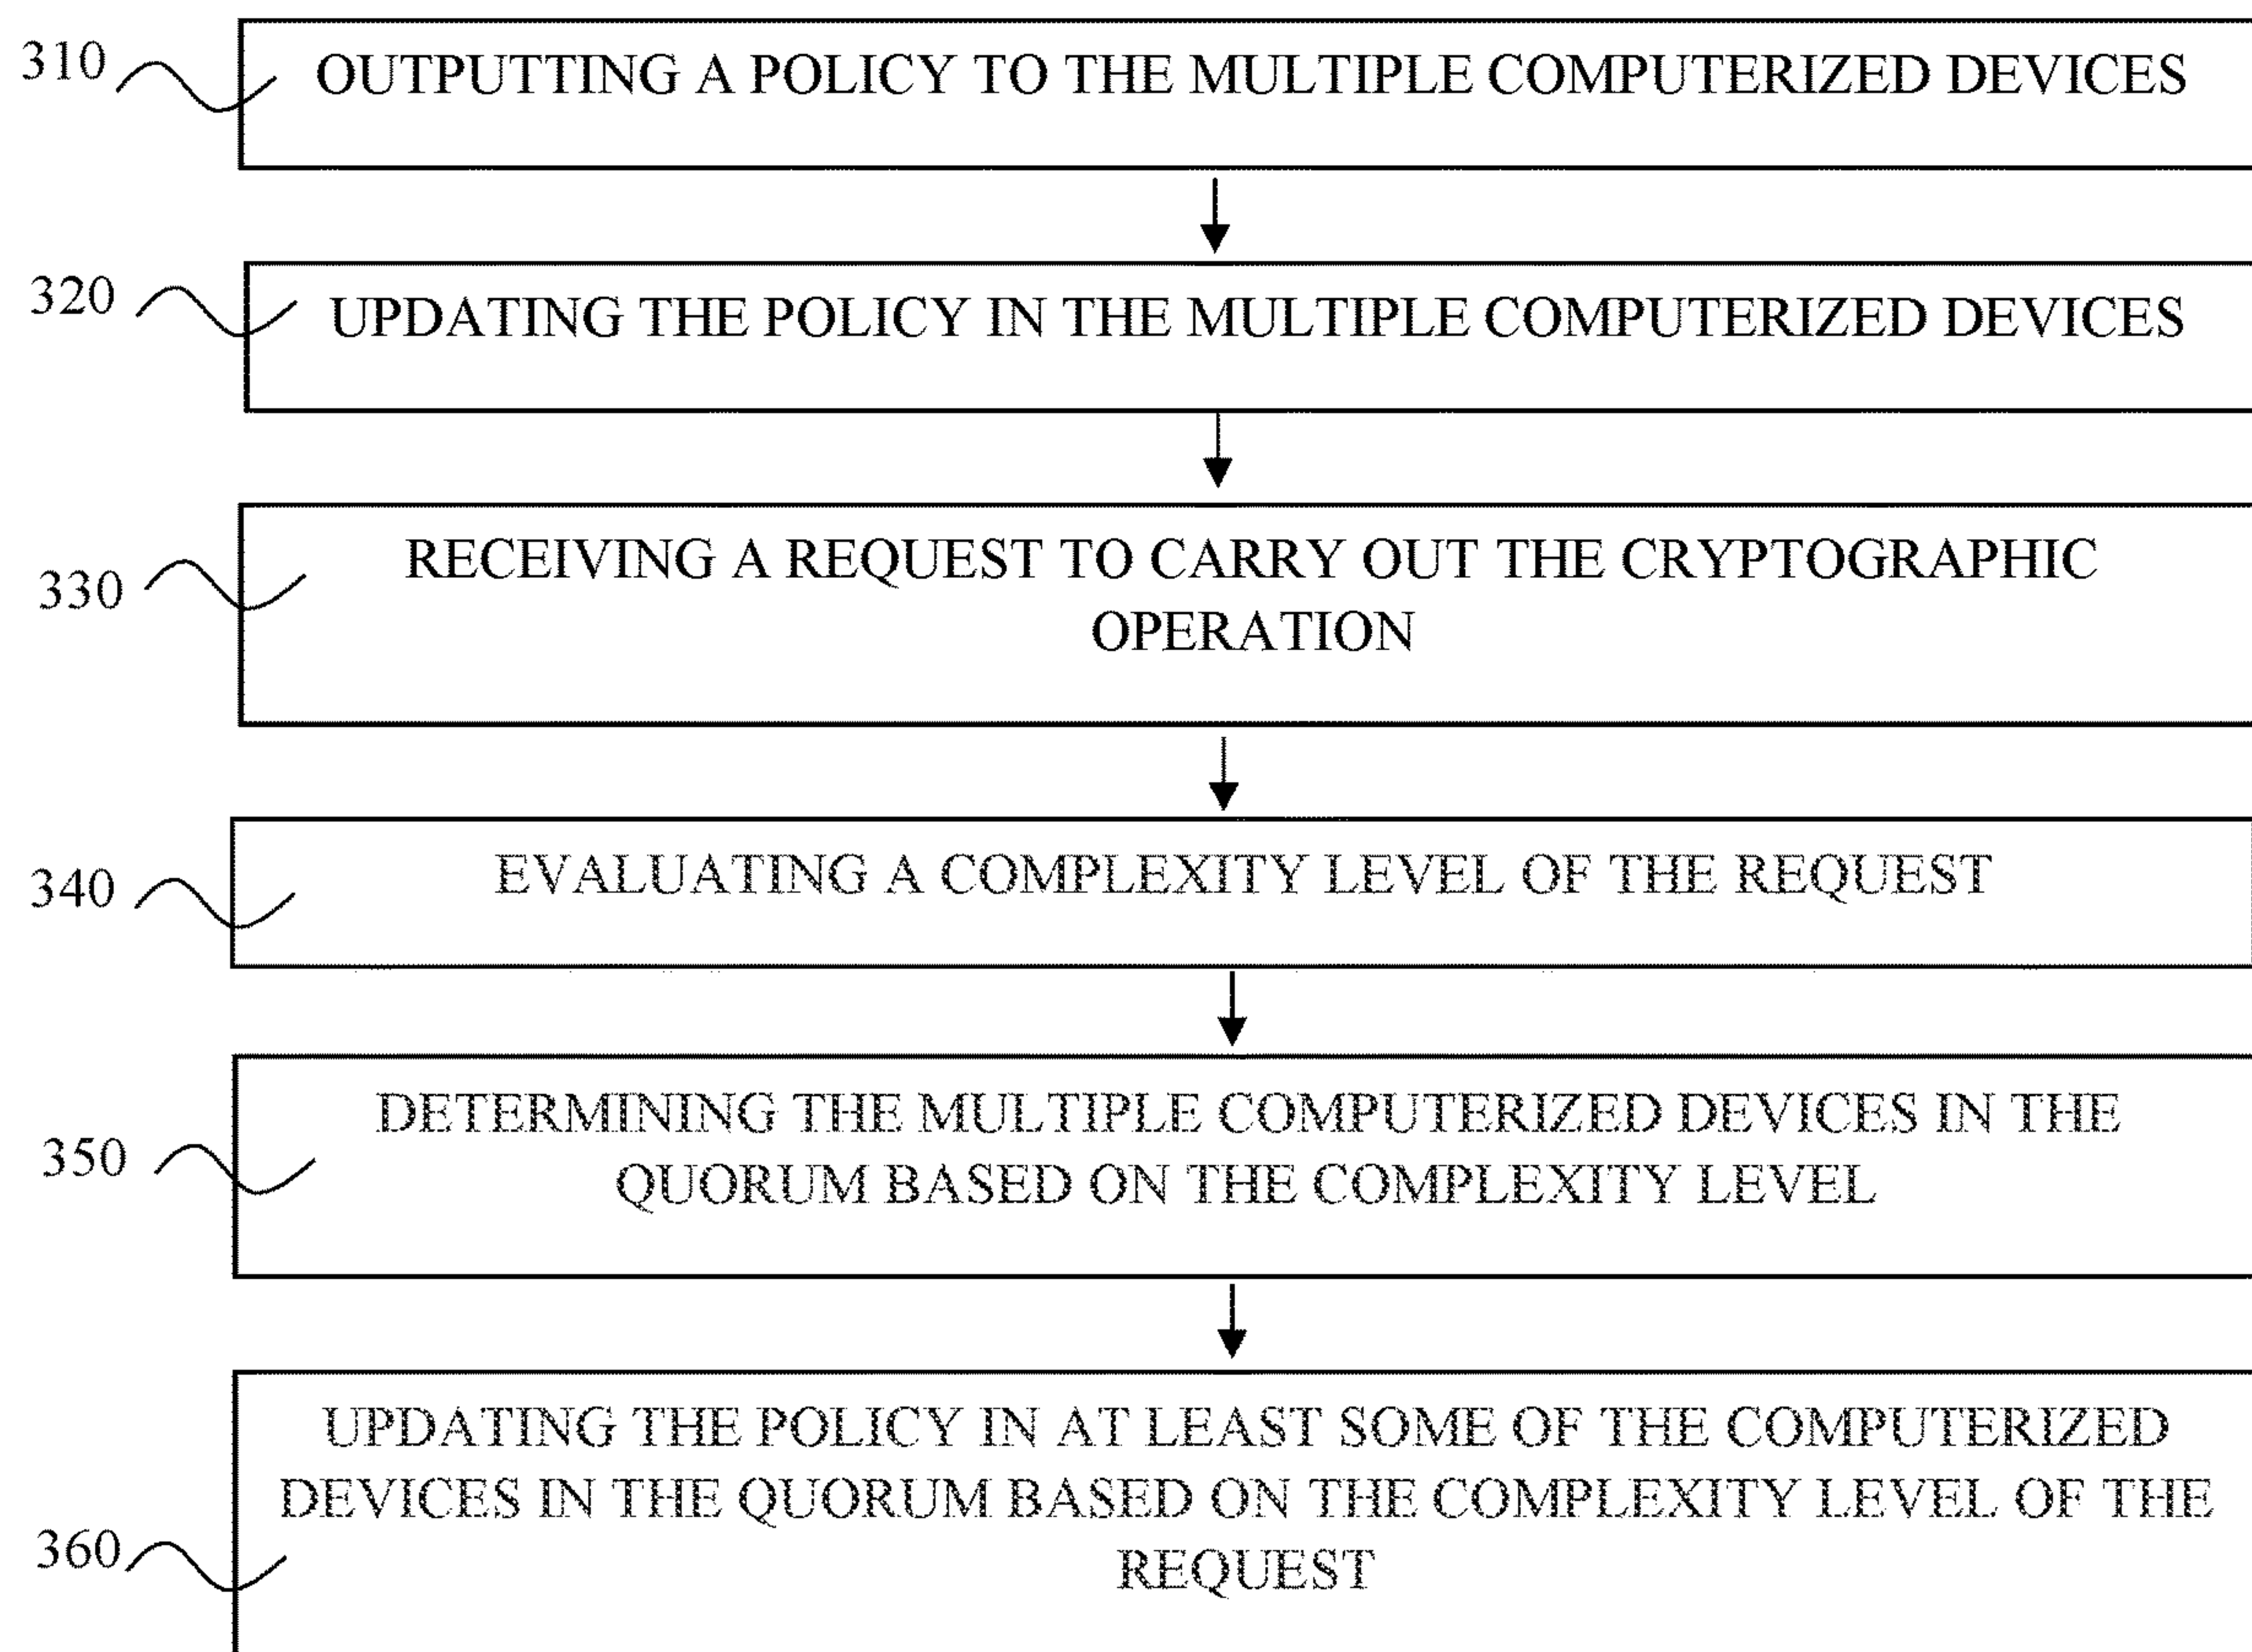 310
OUTPUTTING A POLICY TO THE MULTIPLE COMPUTERIZED DEVICES
320
UPDATING THE POLICY IN THE MULTIPLE COMPUTERIZED DEVICES
330
RECEIVING A REQUEST TO CARRY OUT THE CRYPTOGRAPHIC
OPERATION
340
EVALUATING A COMPLEXITY LEVEL OF THE REQUEST
350
DETERMINING THE MULTIPLE COMPUTERIZED DEVICES IN THE
QUORUM BASED ON THE COMPLEXITY LEVEL
360
UPDATING THE POLICY IN AT LEAST SOME OF THE COMPUTERIZED
DEVICES IN THE QUORUM BASED ON THE COMPLEXITY LEVEL OF THE
REQUEST